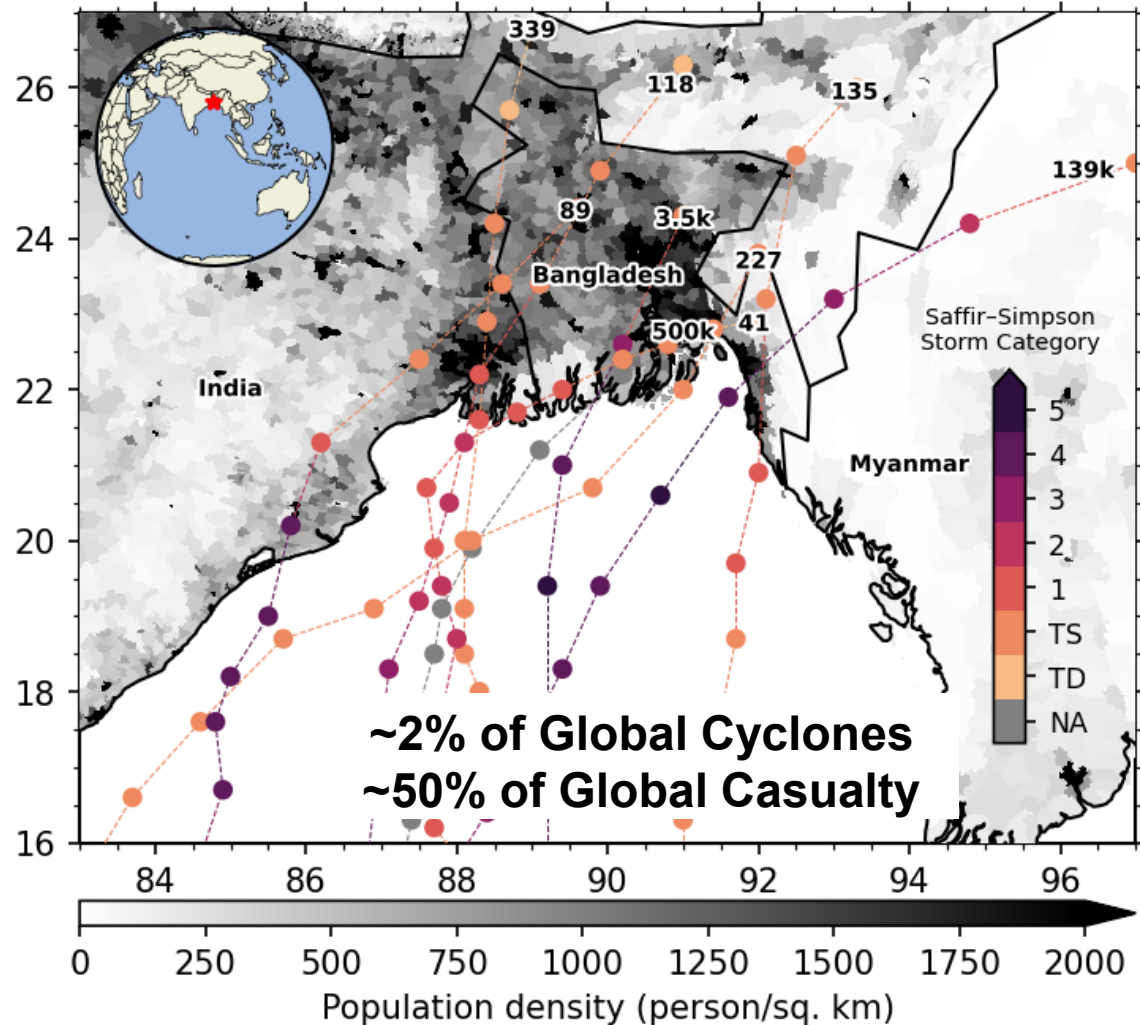 339
118
135
139k
89
3.5k
Bangladesh
227
500k
41
India
Myanmar
Saffir–Simpson
Storm Category
5
4
3
2
1
TS
TD
NA
~2% of Global Cyclones
~50% of Global Casualty
26
24
22
20
18
16
84 86 88 90 92 94 96
0 250 500 750 1000 1250 1500 1750 2000
Population density (person/sq. km)